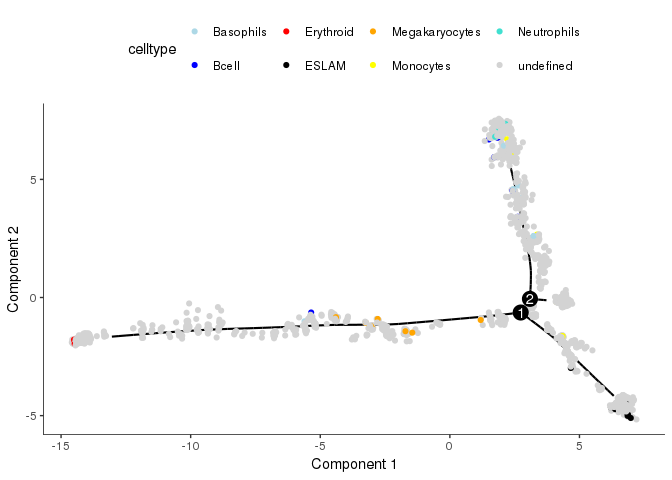 celltype
Basophils Erythroid Megakaryocytes Neutrophils
Bcell ESLAM Monocytes undefined
5
0
-5
Component 2
2
1
-15 -10 -5 0 5
Component 1